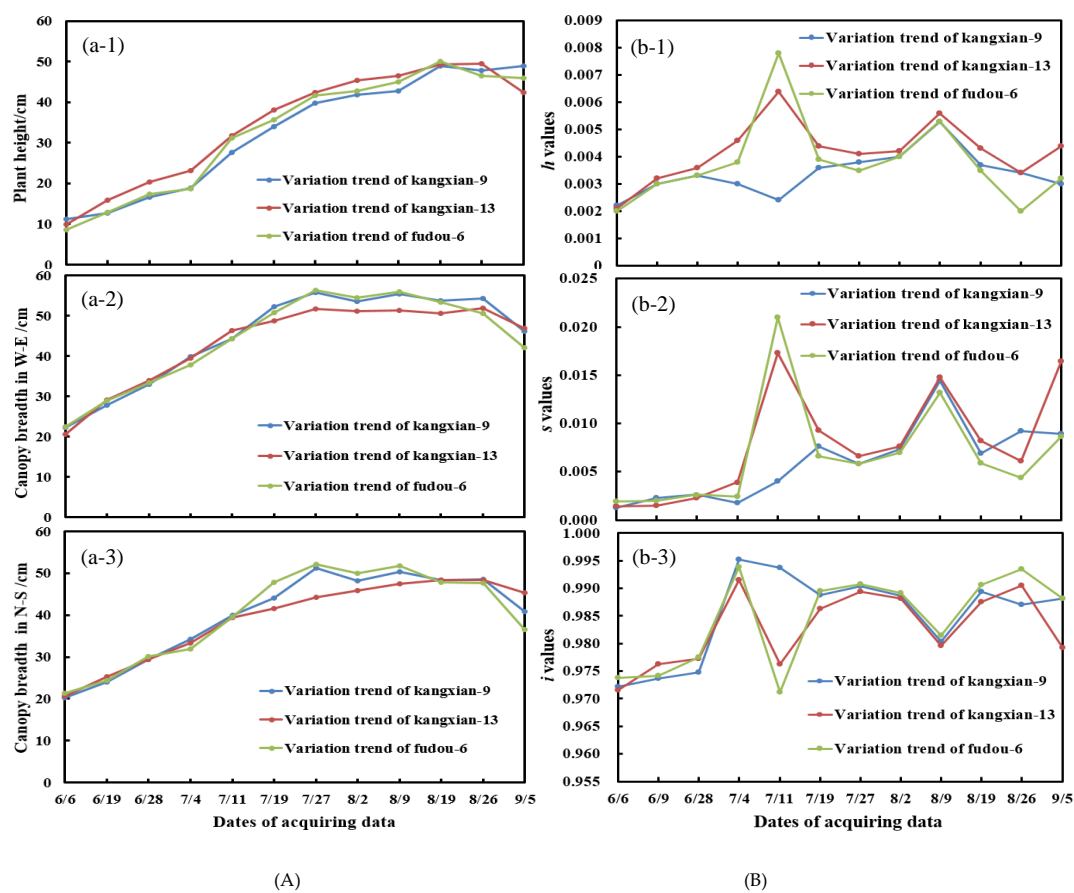 (a-1)
Plant height/cm
60
50
40
30
20
10
0
Variation trend of kangxian-9
Variation trend of kangxian-13
Variation trend of fudou-6
(a-2)
Canopy breadth in W-E /cm
60
50
40
30
20
10
0
Variation trend of kangxian-9
Variation trend of kangxian-13
Variation trend of fudou-6
(a-3)
Canopy breadth in N-S /cm
60
50
40
30
20
10
0
Variation trend of kangxian-9
Variation trend of kangxian-13
Variation trend of fudou-6
6/6 6/19 6/28 7/4 7/11 7/19 7/27 8/2 8/9 8/19 8/26 9/5
Dates of acquiring data
(A)
(b-1)
h values
0.009
0.008
0.007
0.006
0.005
0.004
0.003
0.002
0.001
0
Variation trend of kangxian-9
Variation trend of kangxian-13
Variation trend of fudou-6
(b-2)
s values
0.025
0.020
0.015
0.010
0.005
0.000
Variation trend of kangxian-9
Variation trend of kangxian-13
Variation trend of fudou-6
(b-3)
i values
1.000
0.995
0.990
0.985
0.980
0.975
0.970
0.965
0.960
0.955
Variation trend of kangxian-9
Variation trend of kangxian-13
Variation trend of fudou-6
6/6 6/9 6/28 7/4 7/11 7/19 7/27 8/2 8/9 8/19 8/26 9/5
Dates of acquiring data
(B)